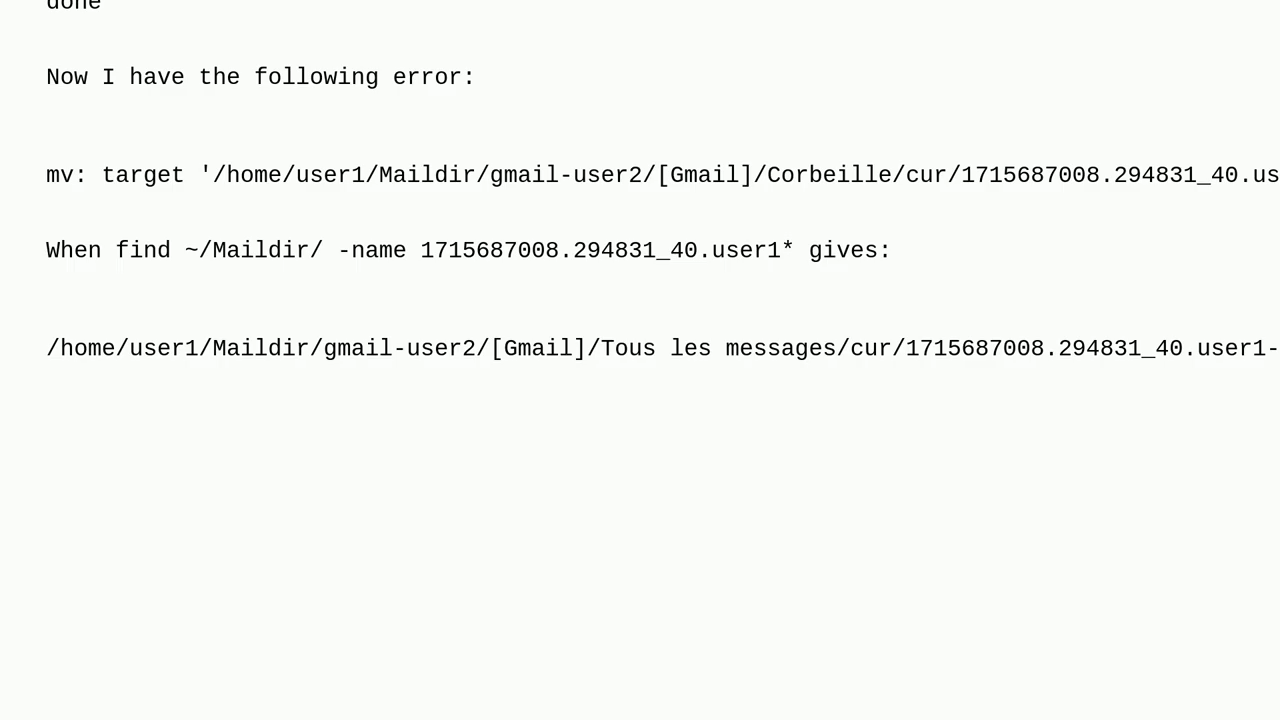 done
Now I have the following error:
mv: target '/home/user1/Maildir/gmail-user2/[Gmail]/Corbeille/cur/1715687008.294831_40.us
When find ~/Maildir/ -name 1715687008.294831_40.user1* gives:
/home/user1/Maildir/gmail-user2/[Gmail]/Tous les messages/cur/1715687008.294831_40.user1-